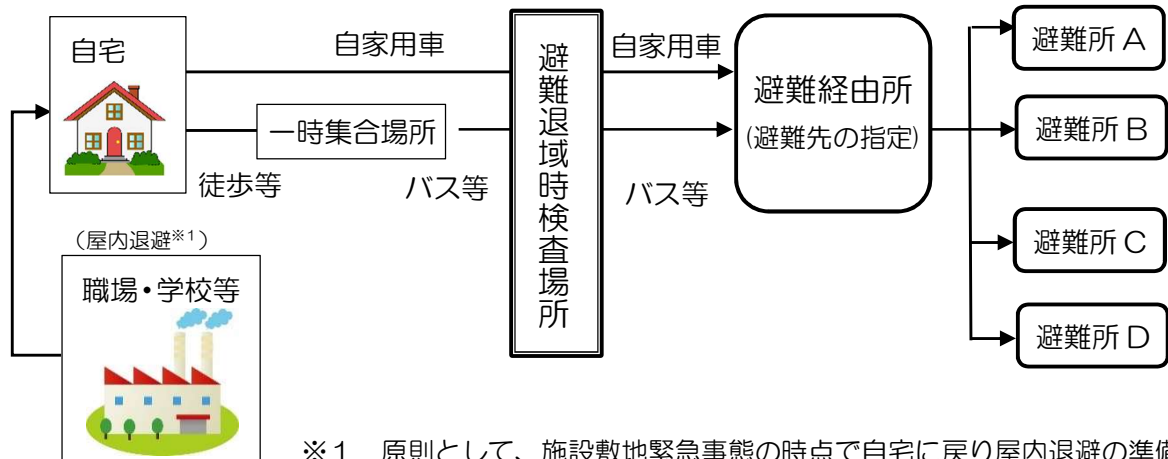 自宅
自家用車
一時集合場所
徒歩等
バス等
避難退域時検査場所
自家用車
バス等
避難経由所
(避難先の指定)
避難所A
避難所B
避難所C
避難所D
(屋内退避※1)
職場・学校等
※1 原則として、施設敷地緊急事態の時点で自宅に戻り屋内退避の準